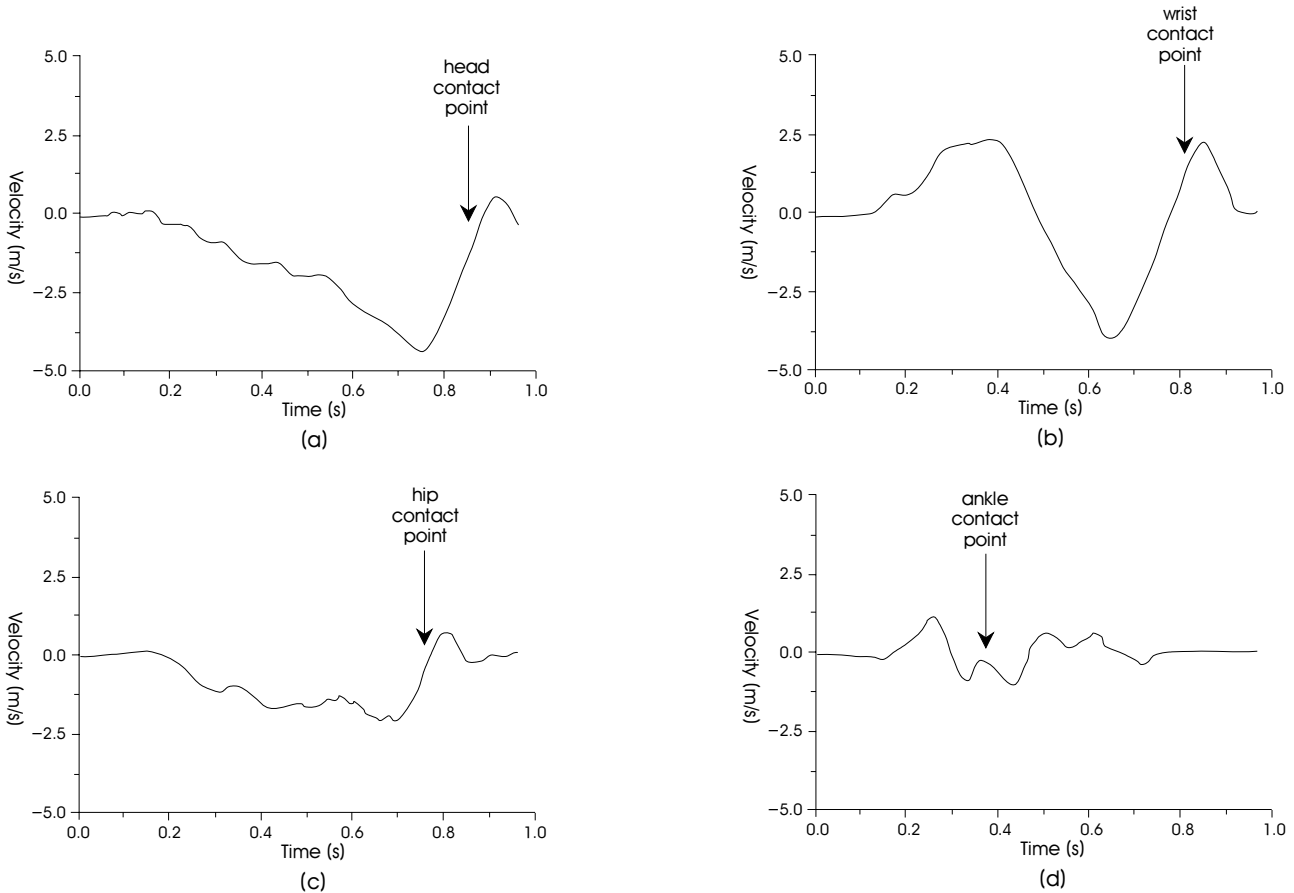 head
contact
point
5.0
2.5
0.0
−2.5
−5.0
Velocity (m/s)
0.0 0.2 0.4 0.6 0.8 1.0
Time (s)
(a)
wrist
contact
point
5.0
2.5
0.0
−2.5
−5.0
Velocity (m/s)
0.0 0.2 0.4 0.6 0.8 1.0
Time (s)
(b)
hip
contact
point
5.0
2.5
0.0
−2.5
−5.0
Velocity (m/s)
0.0 0.2 0.4 0.6 0.8 1.0
Time (s)
(c)
ankle
contact
point
5.0
2.5
0.0
−2.5
−5.0
Velocity (m/s)
0.0 0.2 0.4 0.6 0.8 1.0
Time (s)
(d)